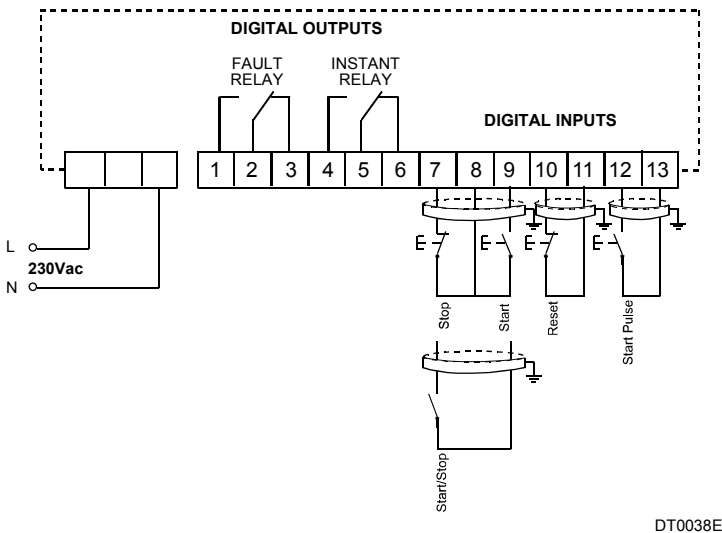 DIGITAL OUTPUTS
FAULT
RELAY
INSTANT
RELAY
DIGITAL INPUTS
1 2 3 4 5 6 7 8 9 10 11 12 13
L
230Vac
N
Stop
Start
Reset
Start Pulse
Start/Stop
DT0038E